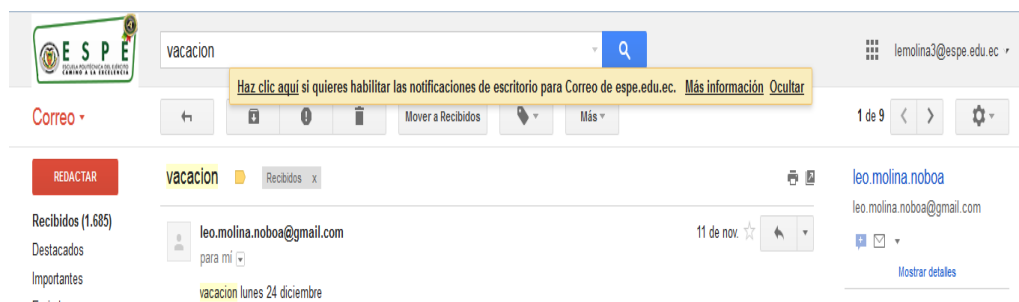 ESPE
ESCUELA POLITÉCNICA DEL EJÉRCITO
CAMINO A LA EXCELENCIA
vacacion
lemolina3@espe.edu.ec
Haz clic aquí si quieres habilitar las notificaciones de escritorio para Correo de espe.edu.ec. Más información Ocultar
Correo
Mover a Recibidos
Más
1 de 9
REDACTAR
vacacion
Recibidos x
leo.molina.noboa
leo.molina.noboa@gmail.com
Recibidos (1.685)
leo.molina.noboa@gmail.com
11 de nov.
Destacados
para mí
Mostrar detalles
Importantes
vacacion lunes 24 diciembre